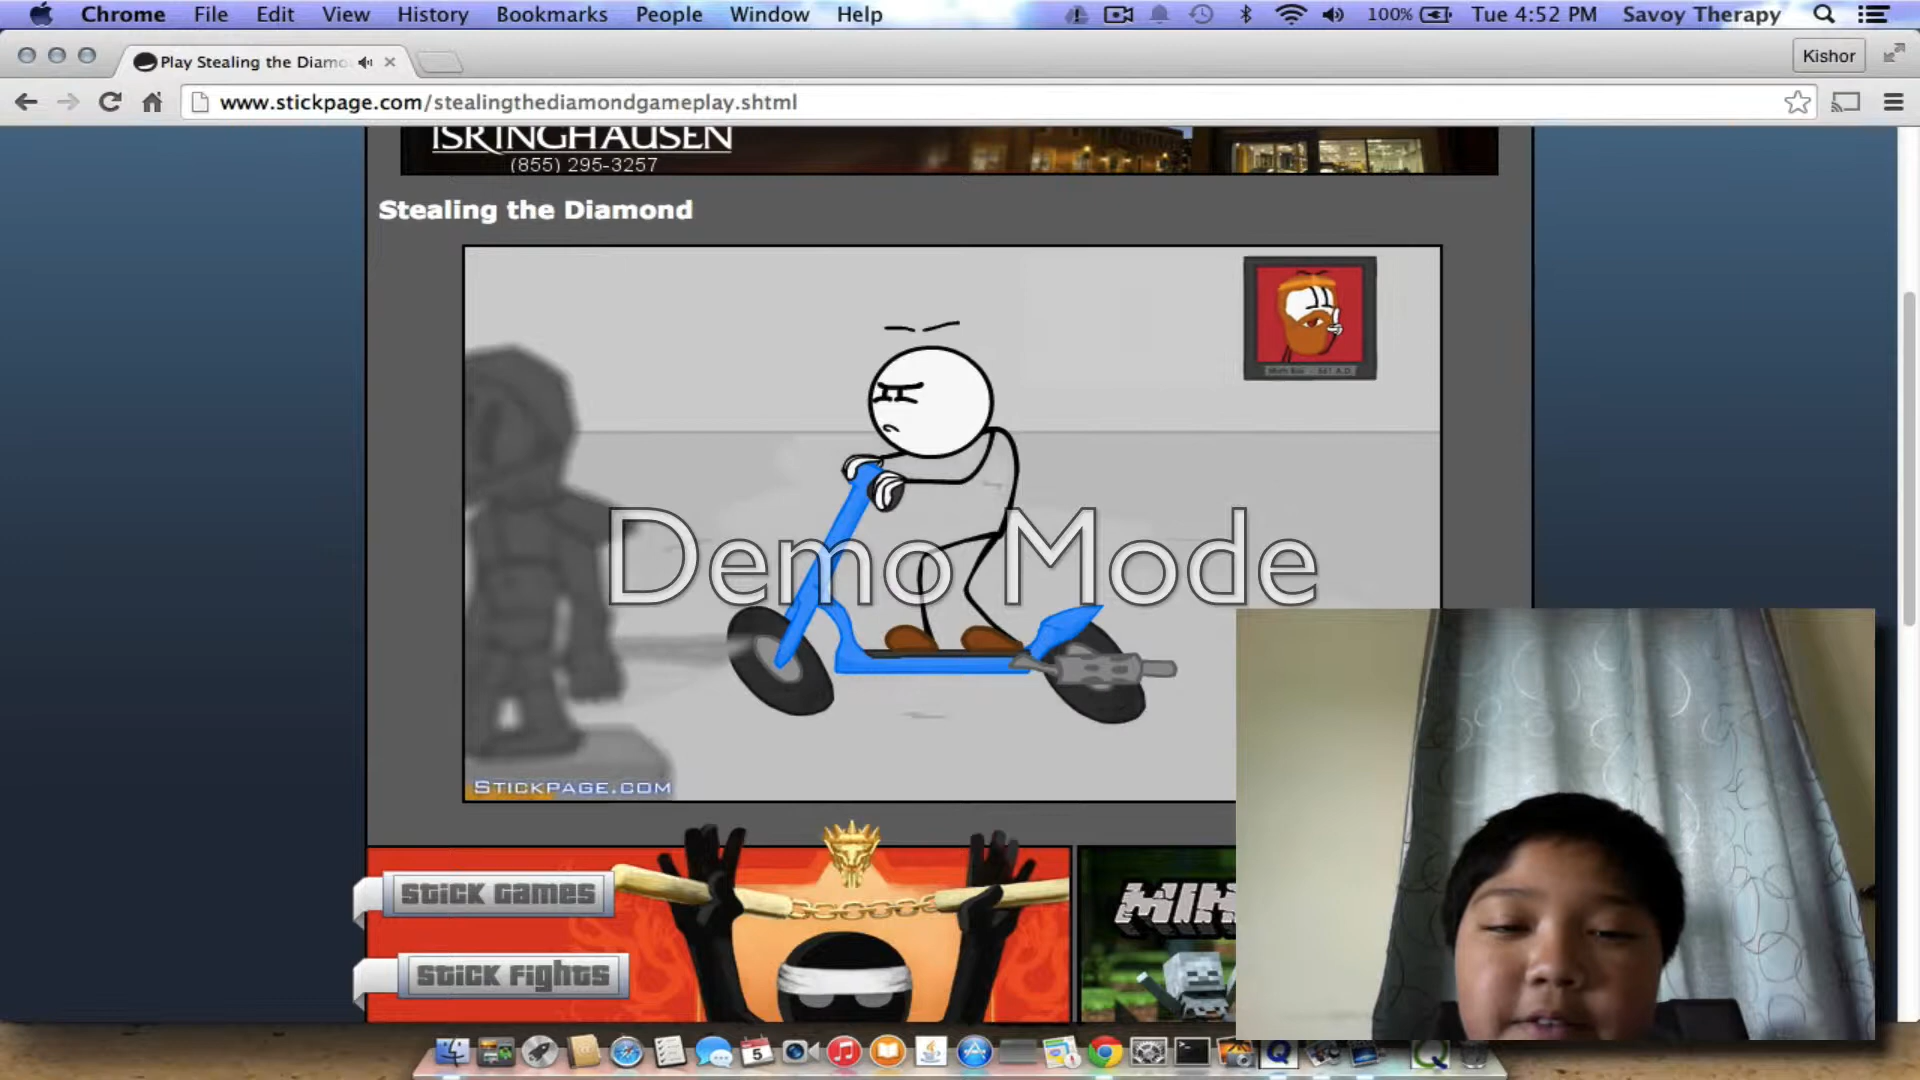 Chrome File Edit View History Bookmarks People Window Help 100% Tue 4:52 PM Savoy Therapy
Play Stealing the Diamo
Kishor
www.stickpage.com/stealingthediamondgameplay.shtml
ISRINGHAUSEN
(855) 295-3257
Stealing the Diamond
Demo Mode
STICKPAGE.COM
STICK GAMES
MIN
STICK FIGHTS
5